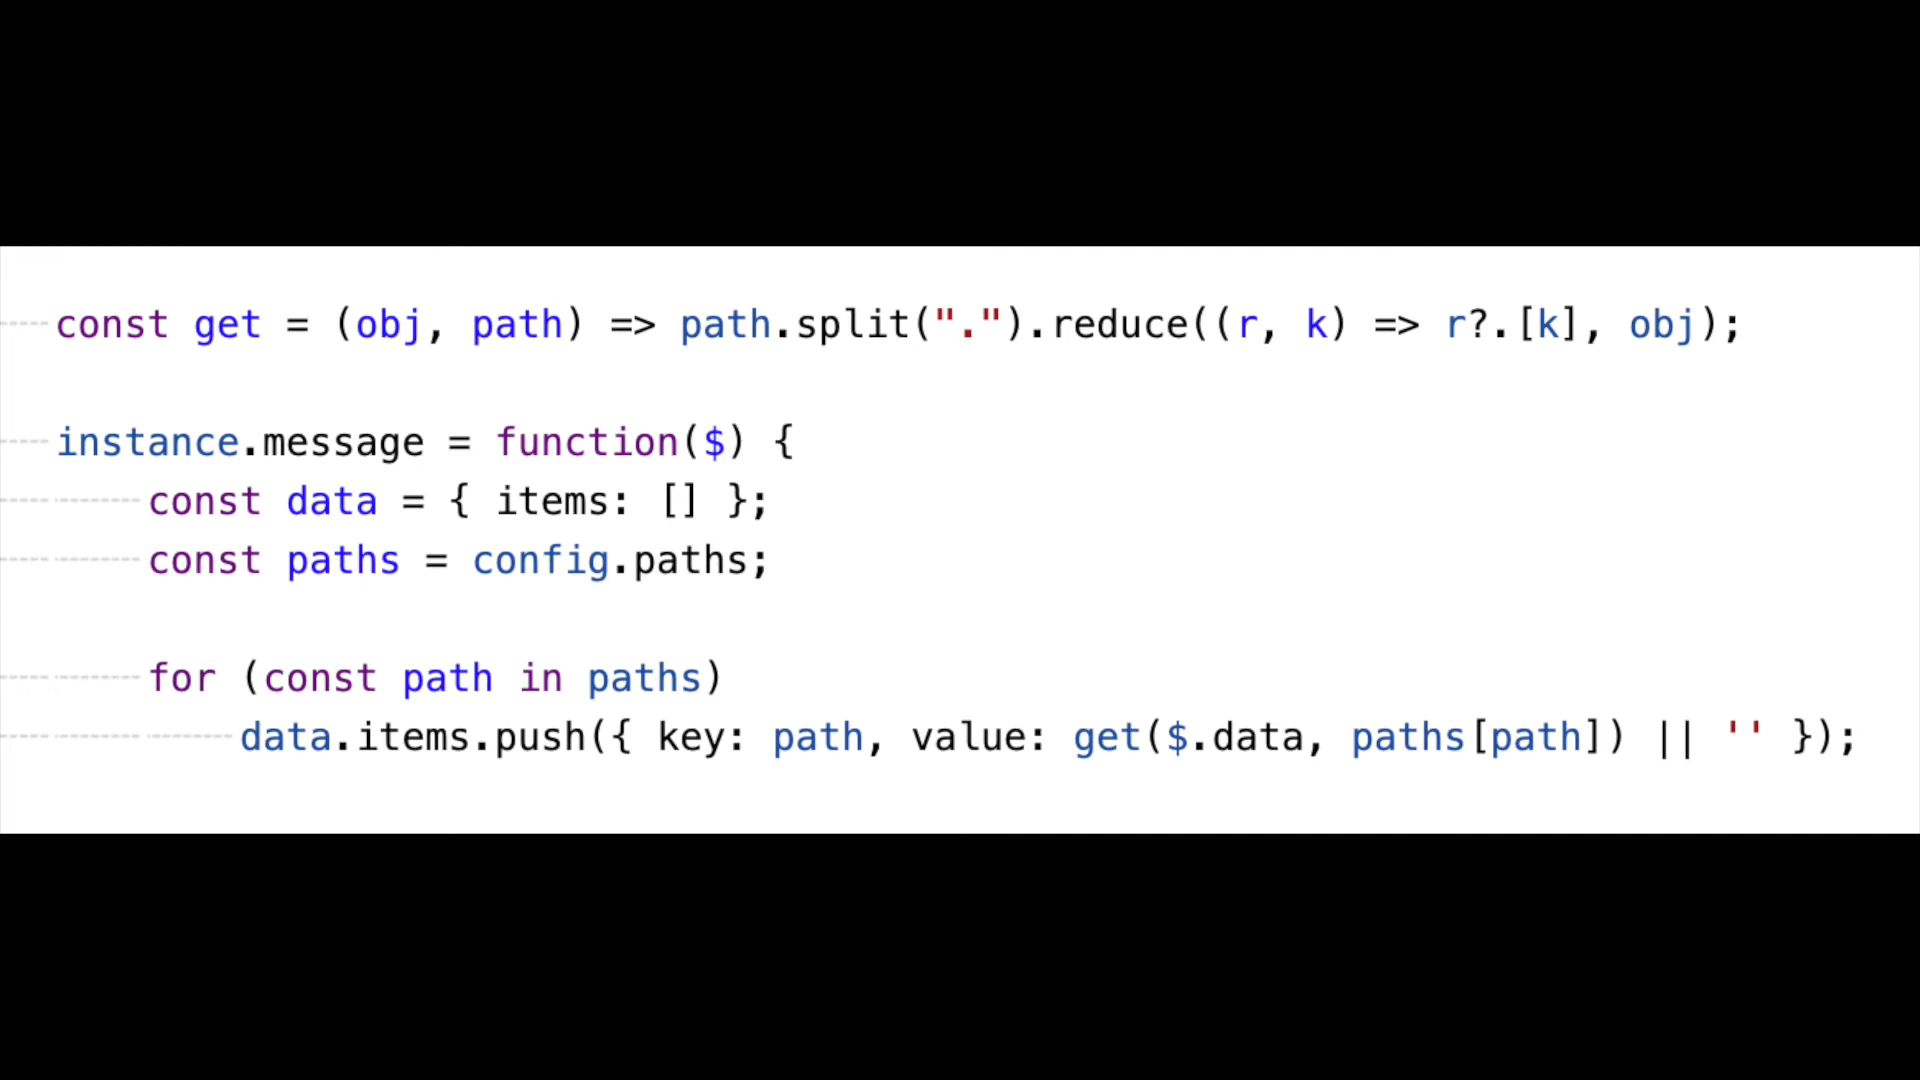 const get = (obj, path) => path.split(".").reduce((r, k) => r?.[k], obj);
instance.message = function($) {
const data = { items: [] };
const paths = config.paths;
for (const path in paths)
data.items.push({ key: path, value: get($.data, paths[path]) || '' });